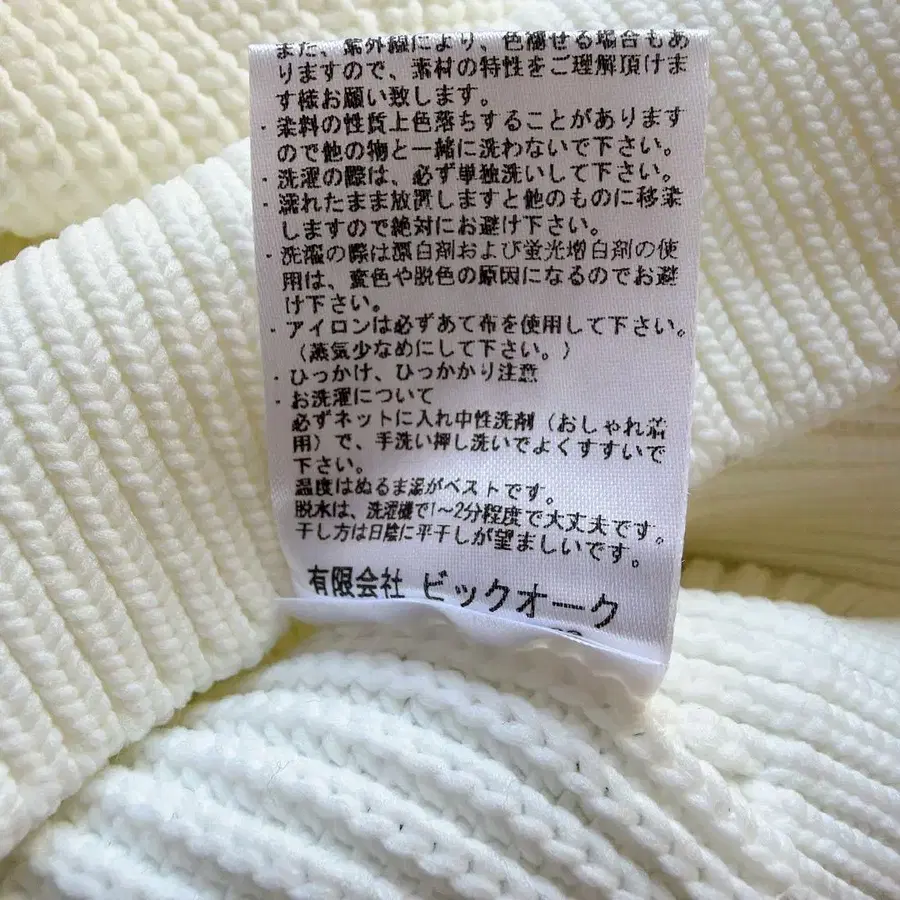 また、紫外線により、色褪せる場合もあ
りますので、素材の特性をご理解頂けま
す様お願い致します。
・染料の性質上色落ちすることがあります
ので他の物と一緒に洗わないで下さい。
・洗濯の際は、必ず単独洗いして下さい。
・濡れたまま放置しますと他のものに移染
しますので絶対にお避け下さい。
・洗濯の際は漂白剤および蛍光増白剤の使
用は、変色や脱色の原因になるのでお避
け下さい。
・アイロンは必ずあて布を使用して下さい。
（蒸気少なめにして下さい。）
・ひっかけ、ひっかかり注意
・お洗濯について
必ずネットに入れ中性洗剤（おしゃれ着
用）で、手洗い押し洗いでよくすすいで
下さい。
温度はぬるま湯がベストです。
脱水は、洗濯機で1〜2分程度で大丈夫です。
干し方は日陰に平干しが望ましいです。
有限会社 ビックオーク